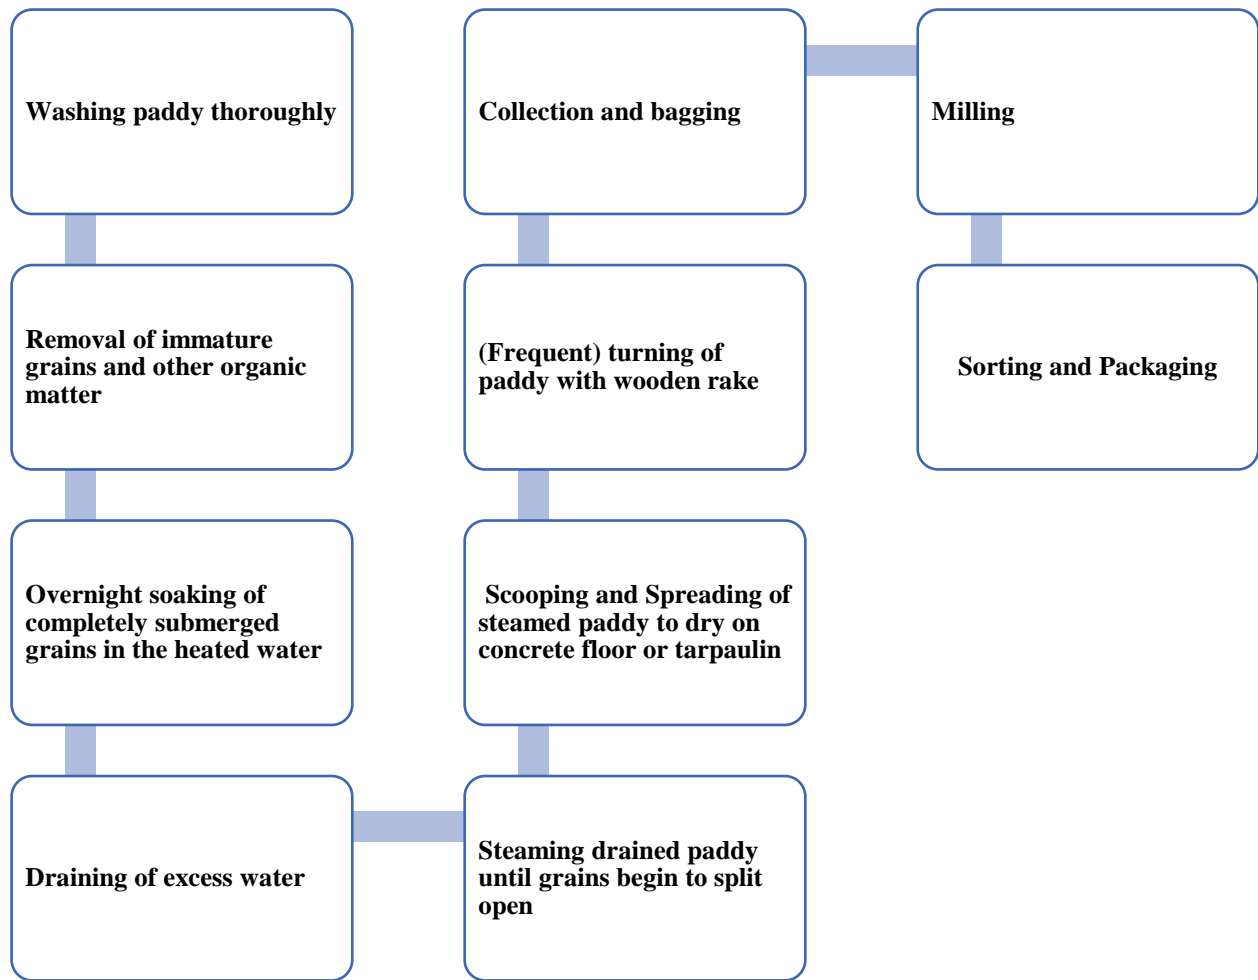 Washing paddy thoroughly
Removal of immature
grains and other organic
matter
Overnight soaking of
completely submerged
grains in the heated water
Draining of excess water
Steaming drained paddy
until grains begin to split
open
Scooping and Spreading of
steamed paddy to dry on
concrete floor or tarpaulin
(Frequent) turning of
paddy with wooden rake
Collection and bagging
Milling
Sorting and Packaging